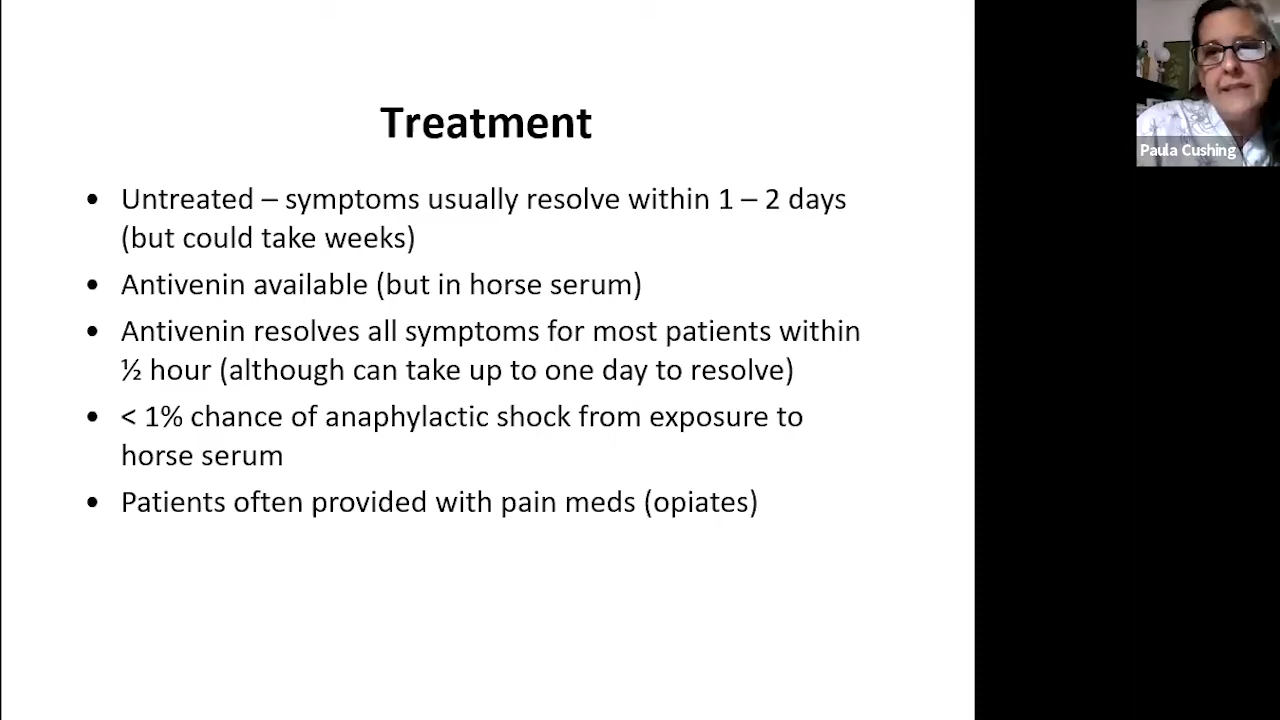 Treatment
• Untreated – symptoms usually resolve within 1 – 2 days
(but could take weeks)
• Antivenin available (but in horse serum)
• Antivenin resolves all symptoms for most patients within
½ hour (although can take up to one day to resolve)
• < 1% chance of anaphylactic shock from exposure to
horse serum
• Patients often provided with pain meds (opiates)
Paula Cushing